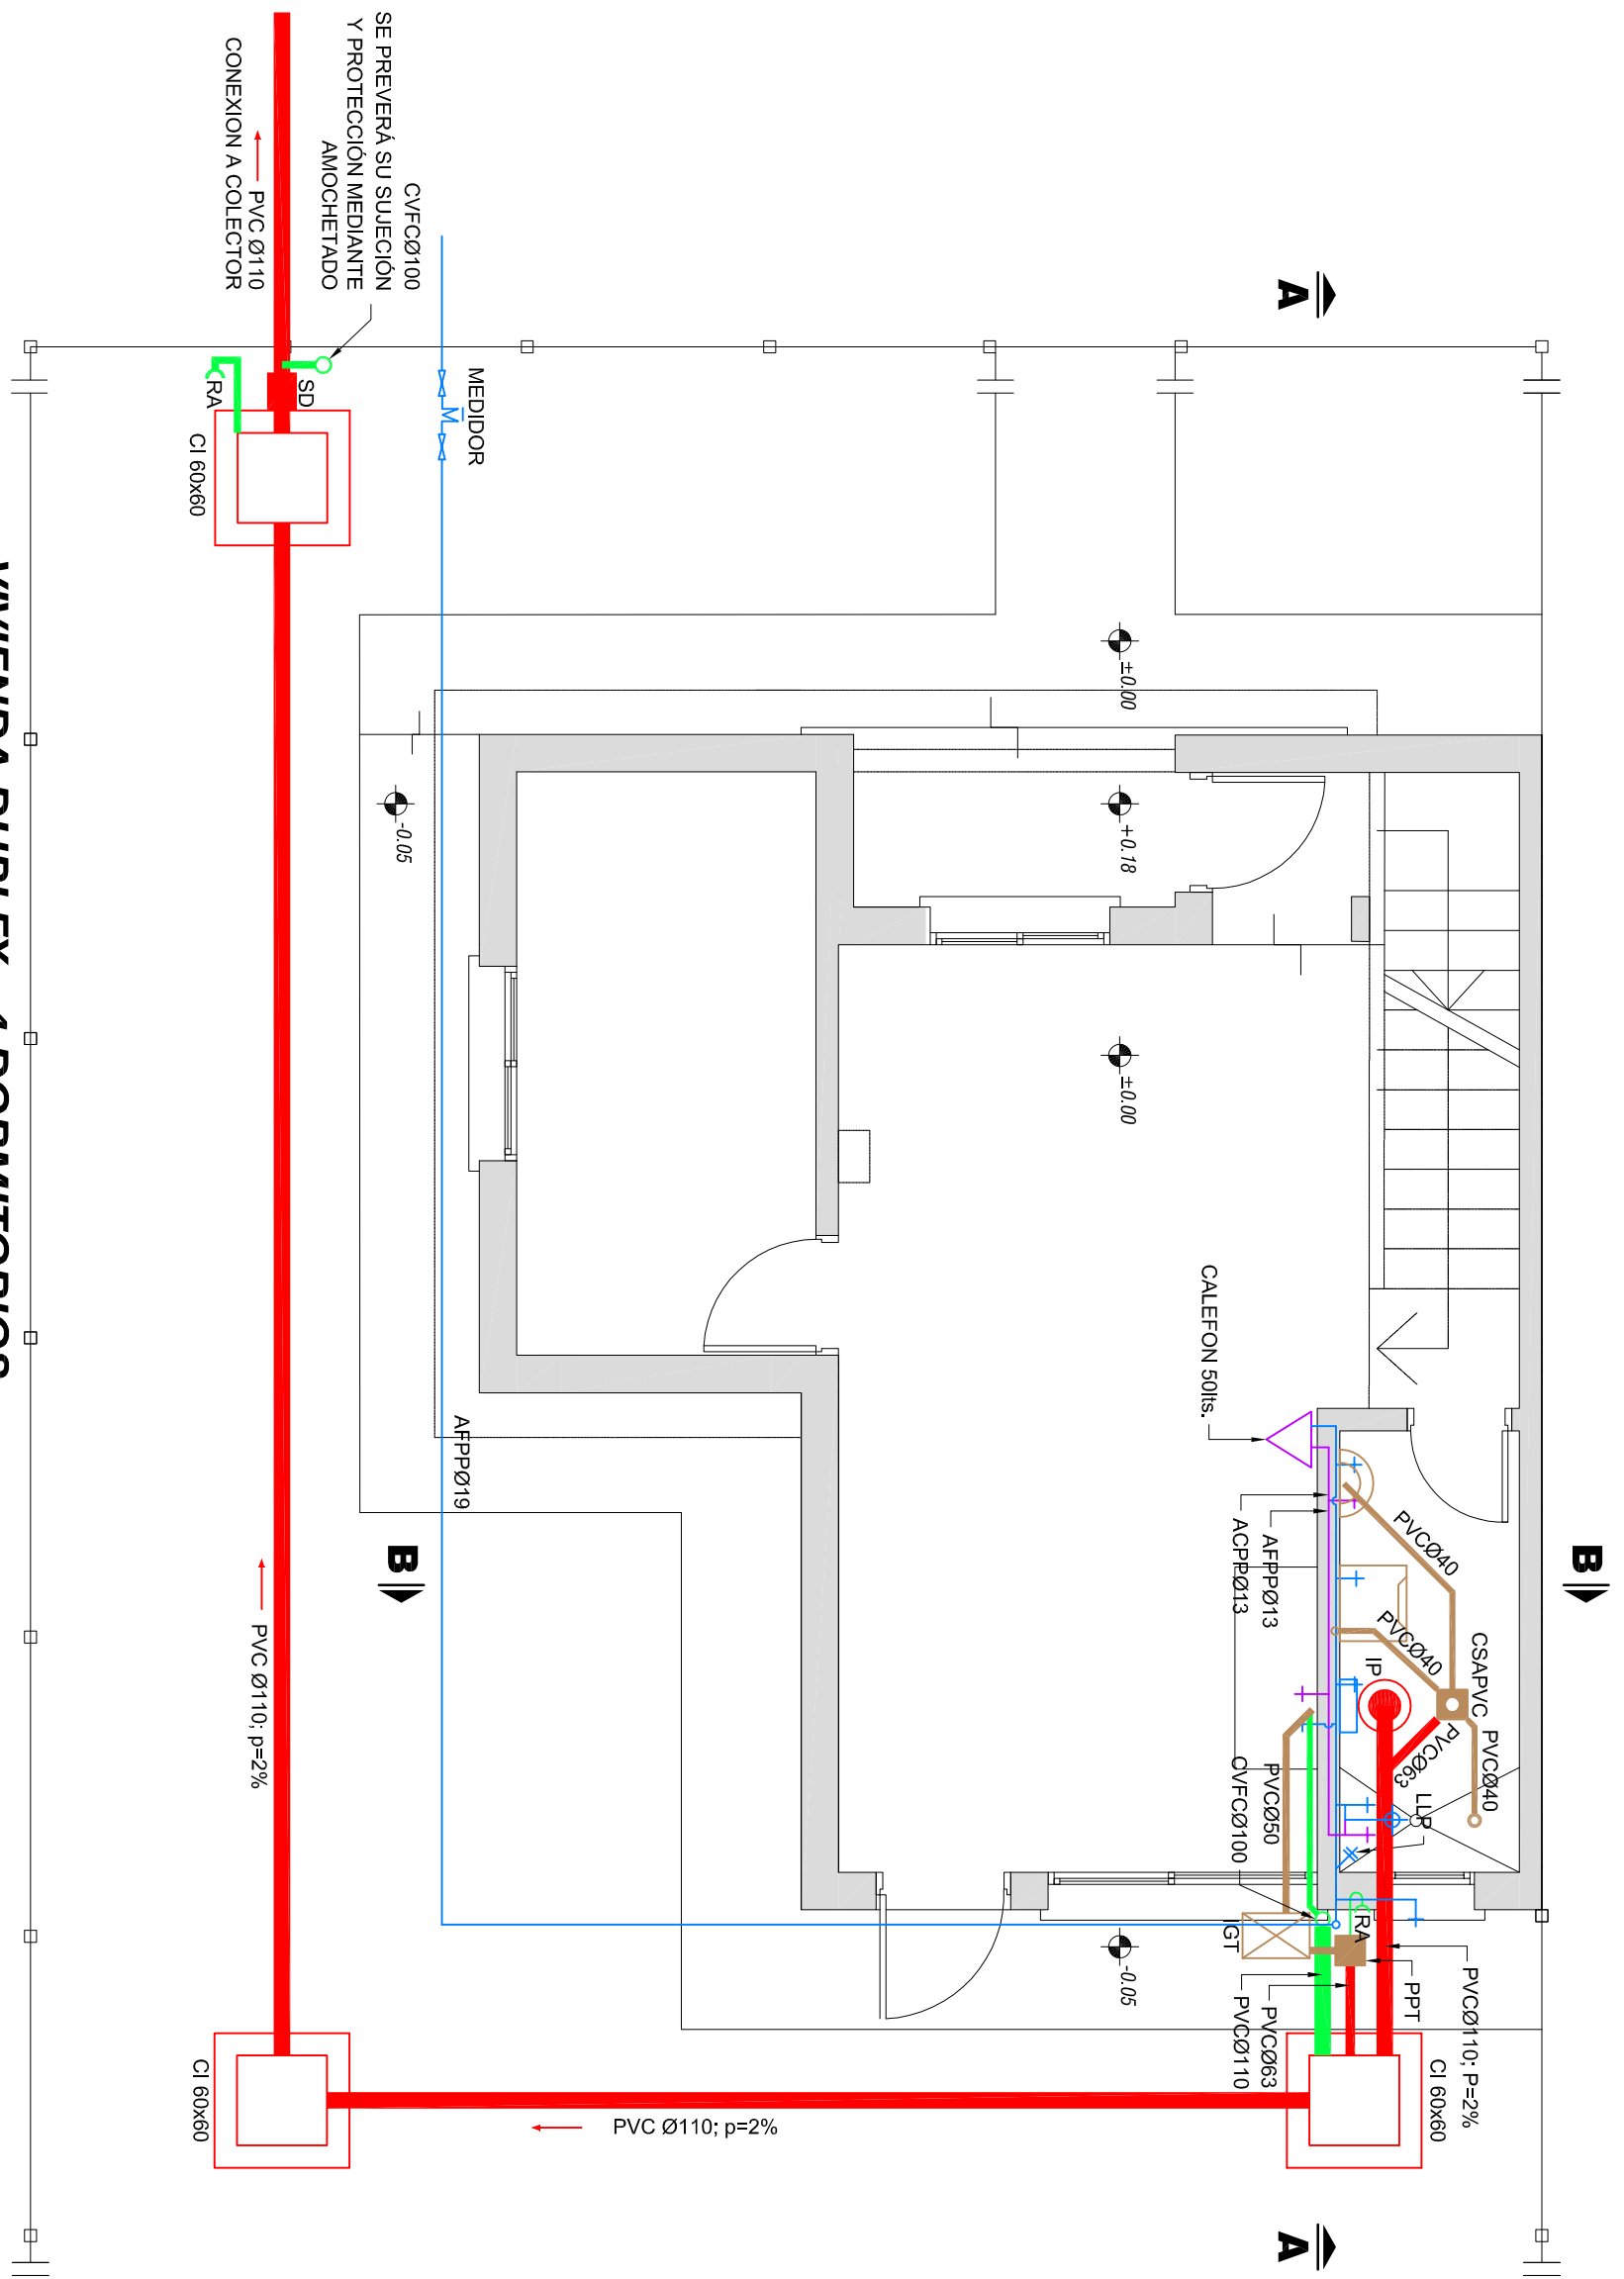 B
B
PVCØ110; P=2%
CI 60x60
PPT
RA
PVCØ63
PVCØ110
IGT
PVCØ40
CSAPVC
PVCØ63
LLP
PVCØ40
PVCØ40
IP
AFPPØ13
ACPPØ13
PVCØ50
CVFCØ100
CALEFON 50lts.
A
A
±0.00
+0.18
±0.00
-0.05
MEDIDOR
M
AFPPØ19
-0.05
CVFCØ100
SE PREVERÁ SU SUJECIÓN
Y PROTECCIÓN MEDIANTE
AMOCHETADO
PVC Ø110; p=2%
SD
PVC Ø110
CONEXION A COLECTOR
RA
CI 60x60
PVC Ø110; p=2%
CI 60x60
VIVIENDA DUPLEX - DORMITORIOS